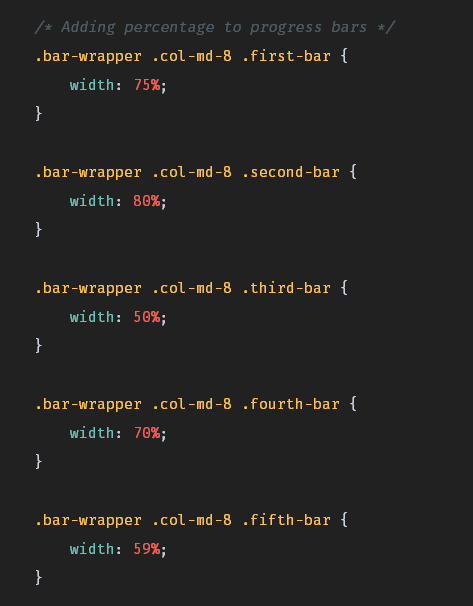 /* Adding percentage to progress bars */
.bar-wrapper .col-md-8 .first-bar {
    width: 75%;
}

.bar-wrapper .col-md-8 .second-bar {
    width: 80%;
}

.bar-wrapper .col-md-8 .third-bar {
    width: 50%;
}

.bar-wrapper .col-md-8 .fourth-bar {
    width: 70%;
}

.bar-wrapper .col-md-8 .fifth-bar {
    width: 59%;
}